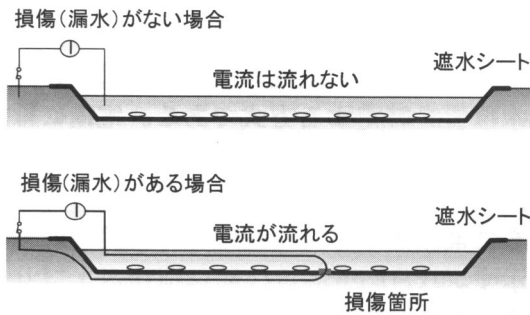 損傷(漏水)がない場合
遮水シート
電流は流れない
損傷(漏水)がある場合
遮水シート
電流が流れる
損傷箇所